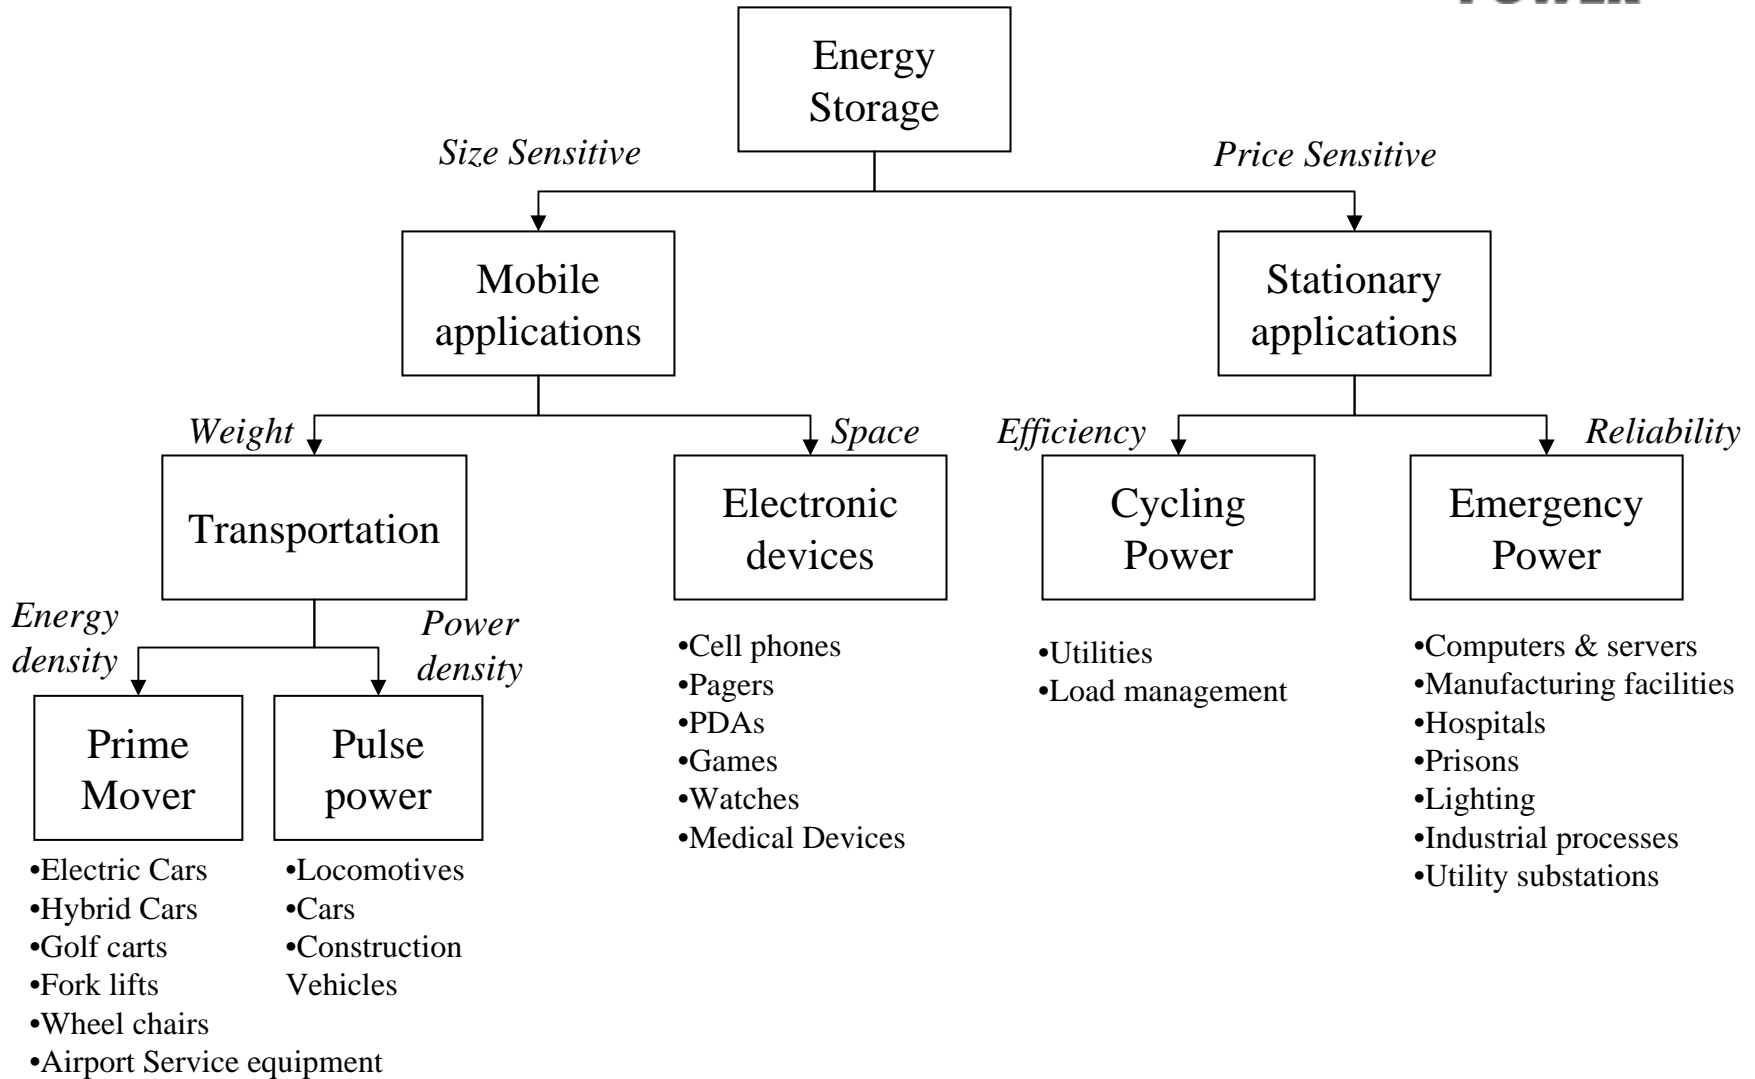 POWER
Energy
Storage
Size Sensitive
Price Sensitive
Mobile
applications
Stationary
applications
Weight
Space
Efficiency
Reliability
Transportation
Electronic
devices
Cycling
Power
Emergency
Power
Energy
density
Power
density
Prime
Mover
Pulse
power
•Electric Cars
•Hybrid Cars
•Golf carts
•Fork lifts
•Wheel chairs
•Airport Service equipment
•Locomotives
•Cars
•Construction
Vehicles
•Cell phones
•Pagers
•PDAs
•Games
•Watches
•Medical Devices
•Utilities
•Load management
•Computers & servers
•Manufacturing facilities
•Hospitals
•Prisons
•Lighting
•Industrial processes
•Utility substations